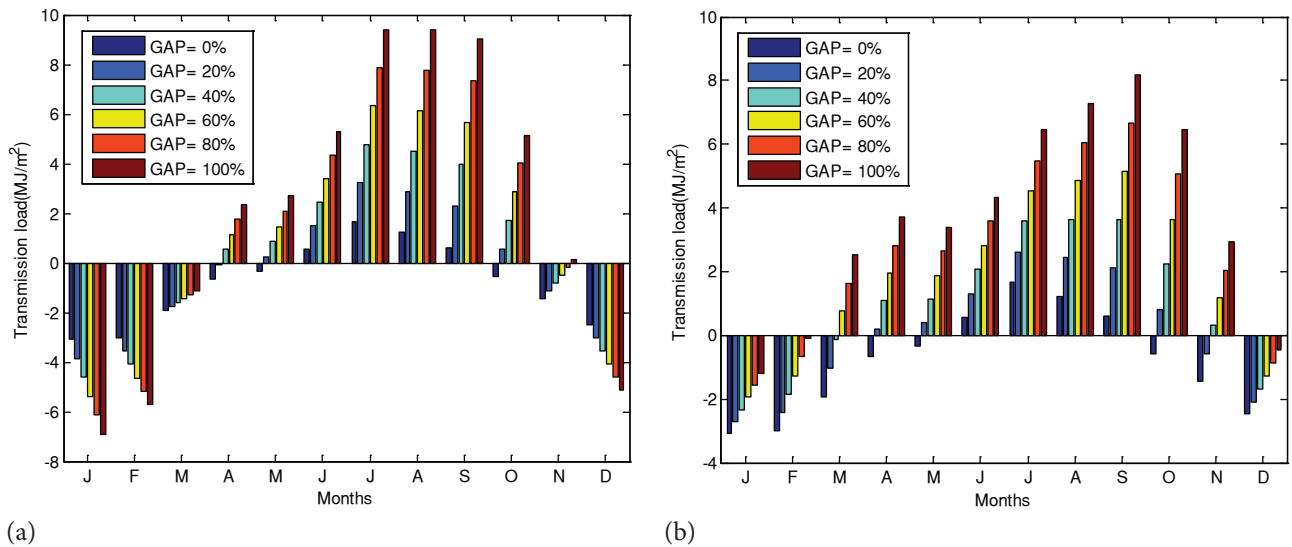 10
8
6
4
2
0
-2
-4
-6
-8
Transmission load(MJ/m²)
GAP= 0%
GAP= 20%
GAP= 40%
GAP= 60%
GAP= 80%
GAP= 100%
J F M A M J J A S O N D
Months
(a)
10
8
6
4
2
0
-2
-4
Transmission load(MJ/m²)
GAP= 0%
GAP= 20%
GAP= 40%
GAP= 60%
GAP= 80%
GAP= 100%
J F M A M J J A S O N D
Months
(b)